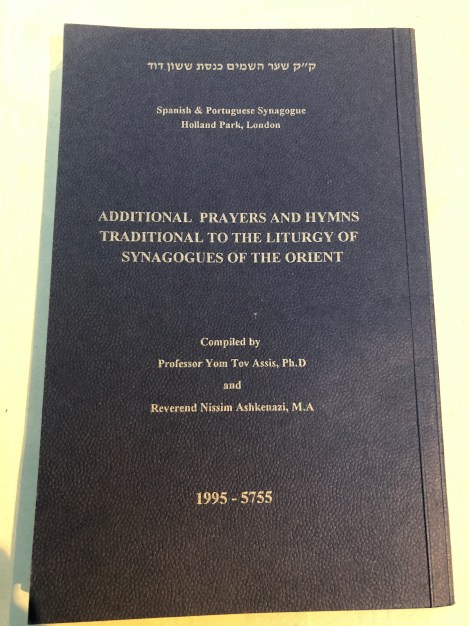 ק״ק שער השמים כנסת ששון דוד
Spanish & Portuguese Synagogue
Holland Park, London
ADDITIONAL PRAYERS AND HYMNS
TRADITIONAL TO THE LITURGY OF
SYNAGOGUES OF THE ORIENT
Compiled by
Professor Yom Tov Assis, Ph.D
and
Reverend Nissim Ashkenazi, M.A
1995 - 5755